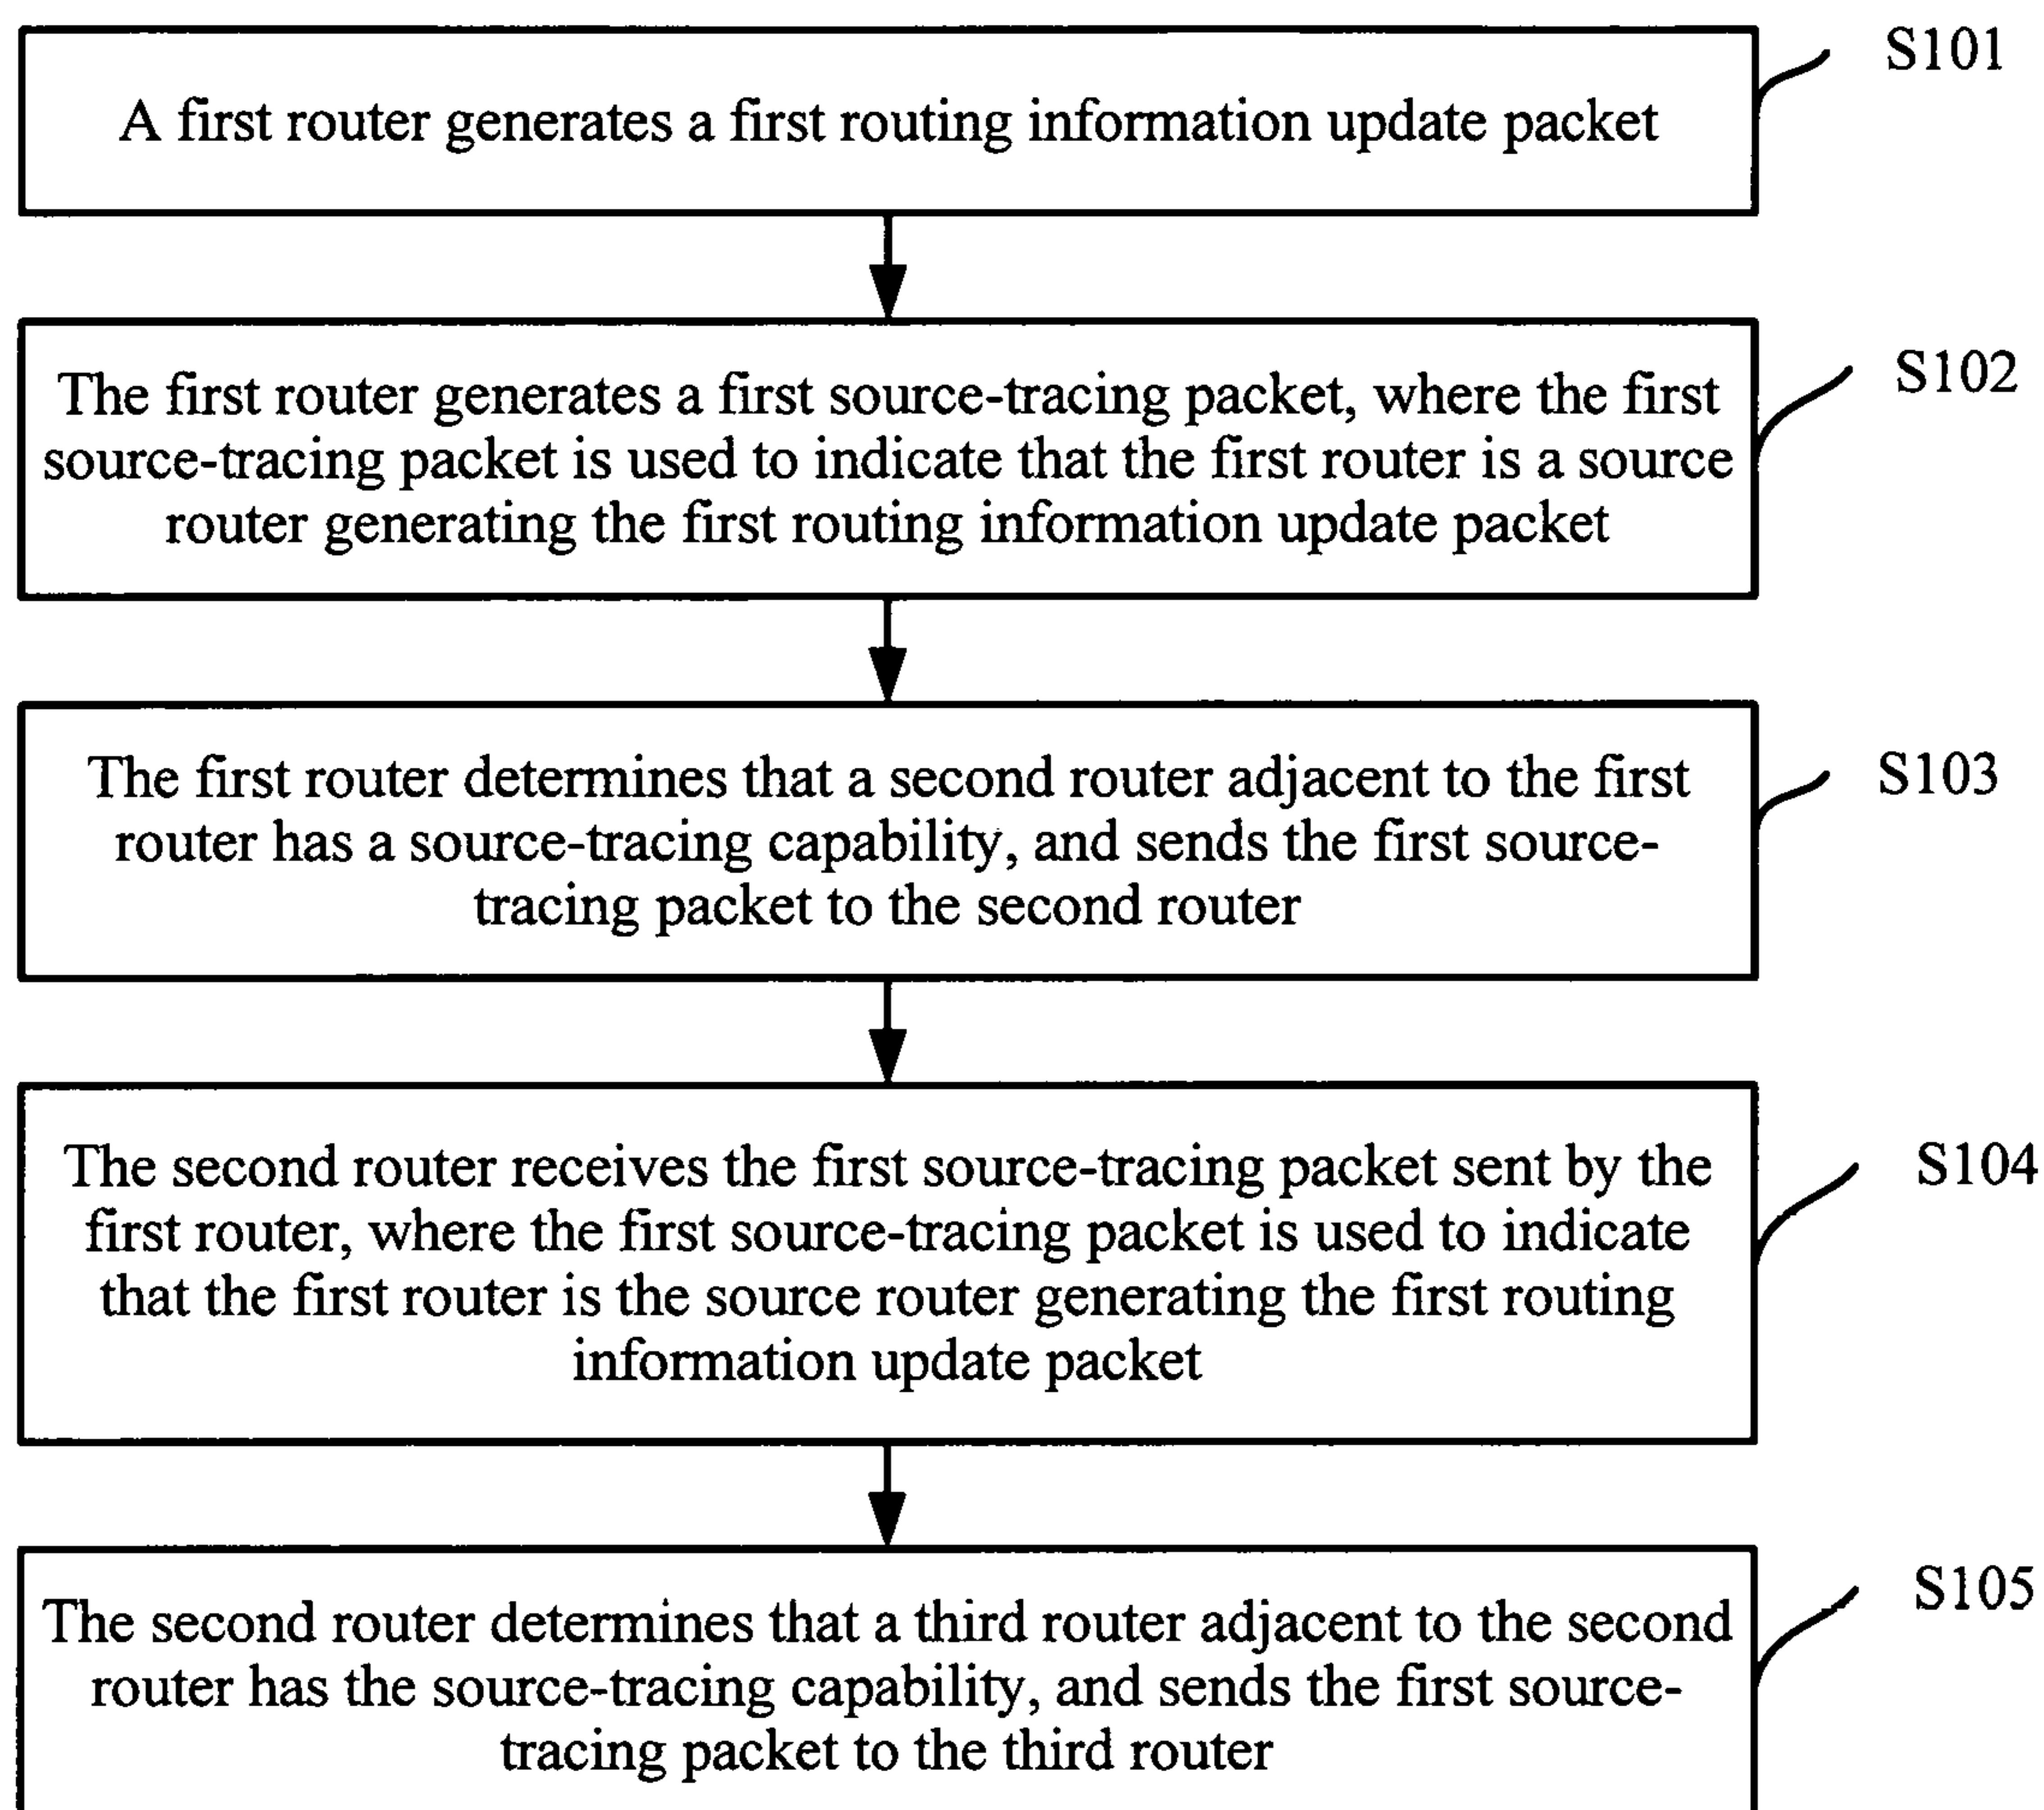 S101
A first router generates a first routing information update packet
S102
The first router generates a first source-tracing packet, where the first
source-tracing packet is used to indicate that the first router is a source
router generating the first routing information update packet
S103
The first router determines that a second router adjacent to the first
router has a source-tracing capability, and sends the first source-
tracing packet to the second router
S104
The second router receives the first source-tracing packet sent by the
first router, where the first source-tracing packet is used to indicate
that the first router is the source router generating the first routing
information update packet
S105
The second router determines that a third router adjacent to the second
router has the source-tracing capability, and sends the first source-
tracing packet to the third router